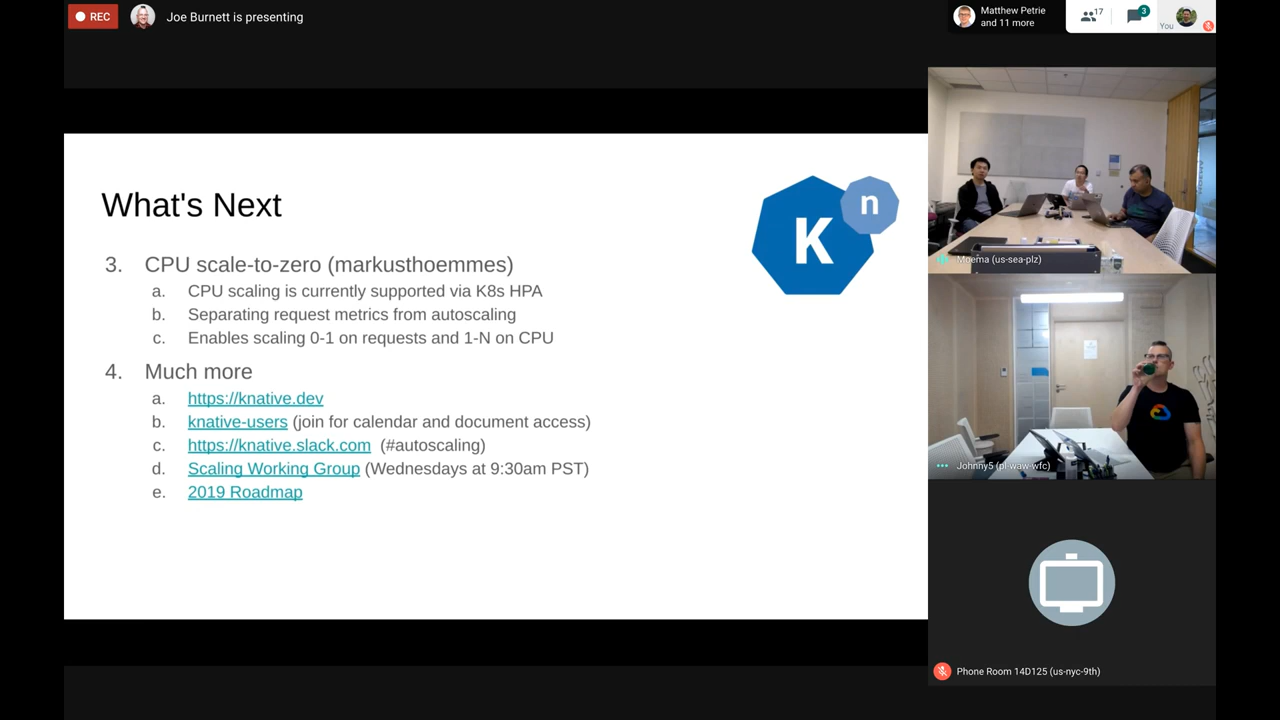 REC
Joe Burnett is presenting
Matthew Petrie
and 11 more
17
3
You
What's Next
K
n
3. CPU scale-to-zero (markusthoemmes)
a. CPU scaling is currently supported via K8s HPA
b. Separating request metrics from autoscaling
c. Enables scaling 0-1 on requests and 1-N on CPU
4. Much more
a. https://knative.dev
b. knative-users (join for calendar and document access)
c. https://knative.slack.com (#autoscaling)
d. Scaling Working Group (Wednesdays at 9:30am PST)
e. 2019 Roadmap
Moema (us-sea-plz)
Johnny5 (pl-waw-wfc)
Phone Room 14D125 (us-nyc-9th)